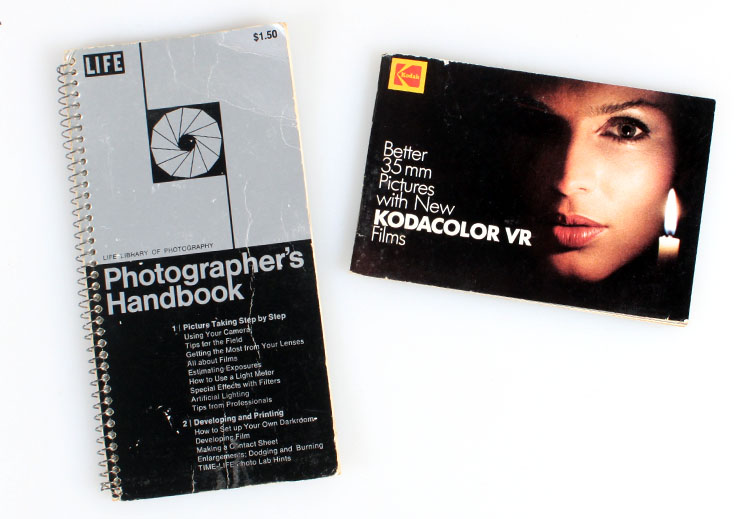 LIFE
$1.50
LIFE LIBRARY OF PHOTOGRAPHY
Photographer's
Handbook
1 | Picture Taking Step by Step
Using Your Camera
Tips for the Field
Getting the Most from Your Lenses
All about Films
Estimating Exposures
How to Use a Light Meter
Special Effects with Filters
Artificial Lighting
Tips from Professionals
2 | Developing and Printing
How to Set up Your Own Darkroom
Developing Film
Making a Contact Sheet
Enlargements: Dodging and Burning
TIME-LIFE Photo Lab Hints
Kodak
Better
35 mm
Pictures
with New
KODACOLOR VR
Films